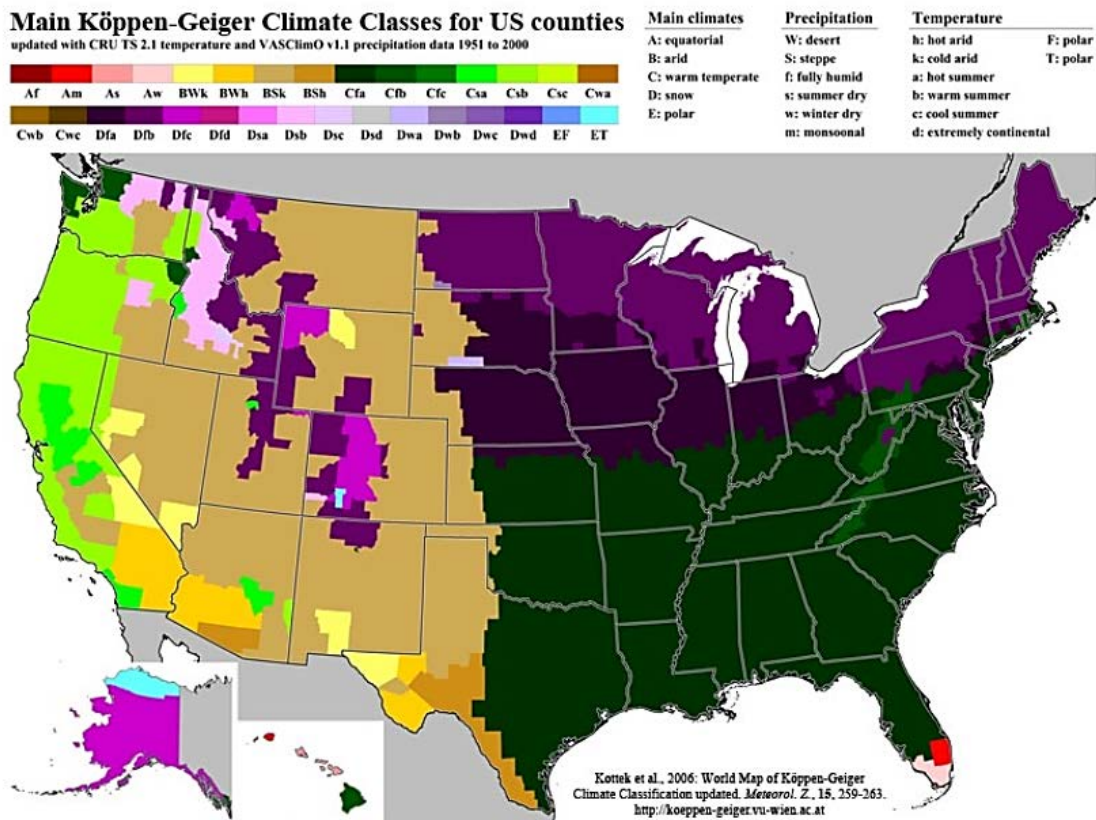 Main Köppen-Geiger Climate Classes for US counties
updated with CRU TS 2.1 temperature and VASClimO v1.1 precipitation data 1951 to 2000
Af Am As Aw BWk BWh BSk BSh Cfa Cfb Cfc Csa Csb Csc Cwa
Cwb Cwc Dfa Dfb Dfc Dfd Dsa Dsb Dsc Dsd Dwa Dwb Dwc Dwd EF ET
Main climates
A: equatorial
B: arid
C: warm temperate
D: snow
E: polar
Precipitation
W: desert
S: steppe
f: fully humid
s: summer dry
w: winter dry
m: monsoonal
Temperature
h: hot arid
k: cold arid
a: hot summer
b: warm summer
c: cool summer
d: extremely continental
F: polar
T: polar
Kottek et al., 2006: World Map of Köppen-Geiger
Climate Classification updated. Meteorol. Z., 15, 259-263.
http://koeppen-geiger.vu-wien.ac.at